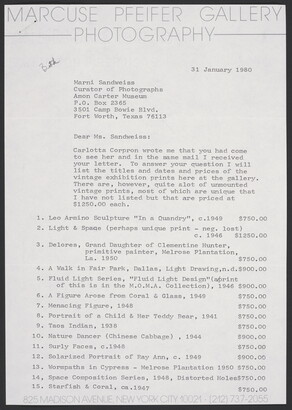 MARCUSE PFEIFER GALLERY
PHOTOGRAPHY
31 January 1980
Marni Sandweiss
Curator of Photographs
Amon Carter Museum
P.O. Box 2365
3501 Camp Bowie Blvd.
Fort Worth, Texas 76113
Dear Ms. Sandweiss:
Carlotta Corpron wrote me that you had come
to see her and in the same mail I received
your letter. To answer your question I will
list the titles and dates and prices of the
vintage exhibition prints here at the gallery.
There are, however, quite alot of unmounted
vintage prints, most of which are unique that
I have not listed but that are priced at
$1250.00 each.
1. Leo Armino Sculpture "In a Quandry", c.1948 $750.00
2. Light & Spams (perhaps unique print - neg. lost)
c. 1946 $1250.00
3. Delores, Grand Daughter of Clementine Hunter,
primitive painter, Melrose Plantation,
La. 1850 $750.00
4. A Walk in Fair Park, Dallas, Light Drawing,n.d.$900.00
5. Fluid Light Series, "Fluid Light Design"(aprint
of this is in the M.O.M.A. Collection), 1946 $900.00
6. A Figure Arose from Coral & Glass, 1949 $750.00
7. Menacing Figure, 1948 $750.00
8. Portrait of a Child & Her Teddy Bear, 1941 $750.00
9. Taos Indian, 1938 $750.00
10. Nature Dancer (Chinese Cabbage) , 1944 $900.00
11. Surly Faces, c.1948 $750.00
12. Solarized Portrait of Ray Ann, c. 1949 $900.00
13. in Cypress - Melrose Plantation 1850 $750.00
14. Space Composition Series, 1948, Distorted Holes$750.00
15. Starfish & Coral, ca.1947 $750.00
825 MADISON AVENUE, NEW YORK CITY 10021 · (212) 737-2055